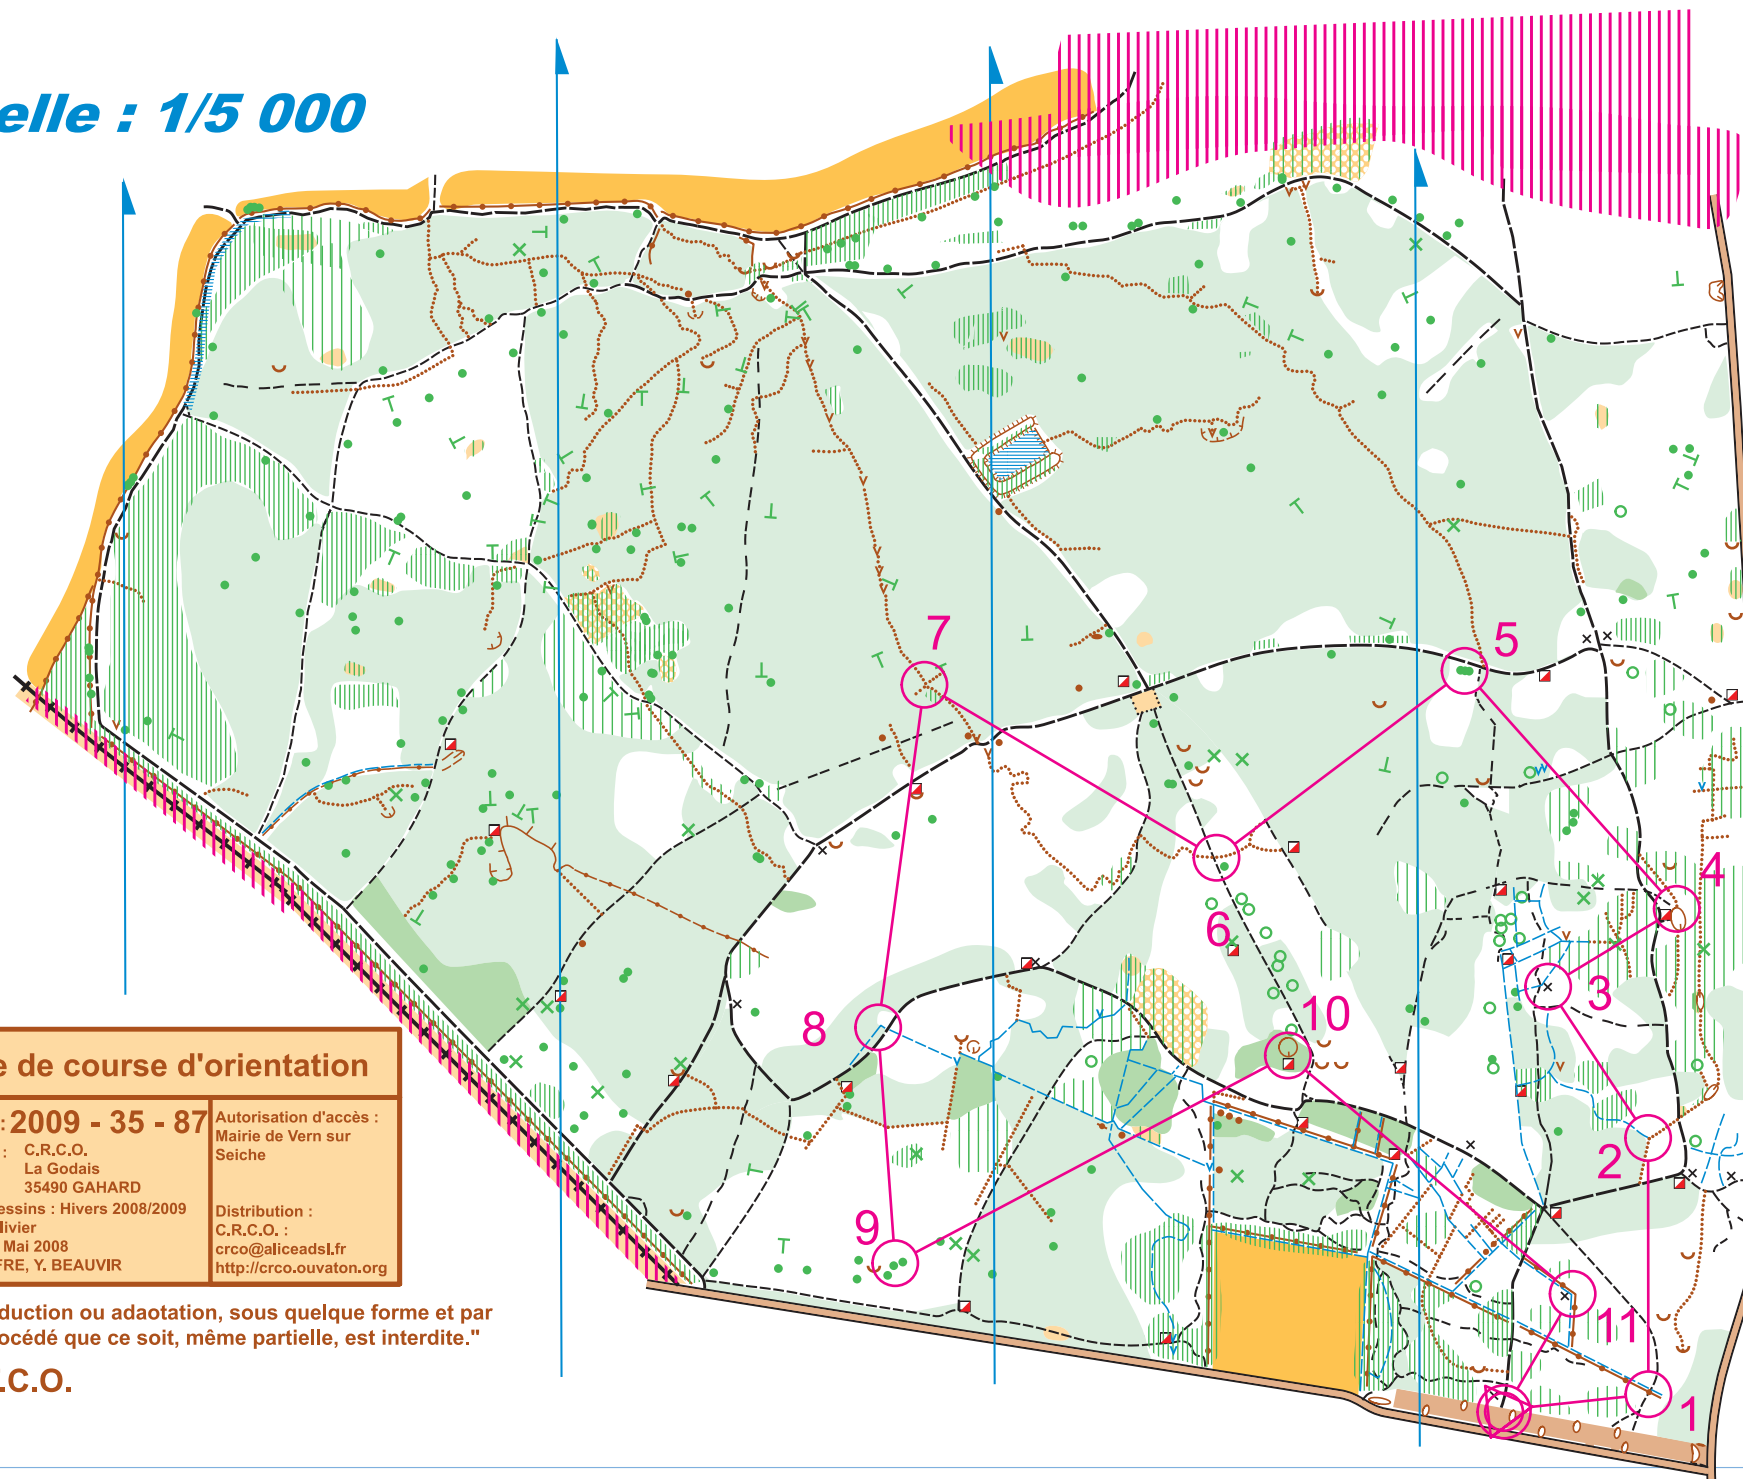 elle : 1/5 000
7
5
4
6
3
8
10
2
9
11
1
e de course d'orientation
: 2009 - 35 - 87
: C.R.C.O.
La Godais
35490 GAHARD
essins : Hivers 2008/2009
livier
Mai 2008
FRE, Y. BEAUVIR
Autorisation d'accès :
Mairie de Vern sur
Seiche
Distribution :
C.R.C.O. :
crco@aliceadsl.fr
http://crco.ouvaton.org
duction ou adaotation, sous quelque forme et par
océdé que ce soit, même partielle, est interdite."
.C.O.